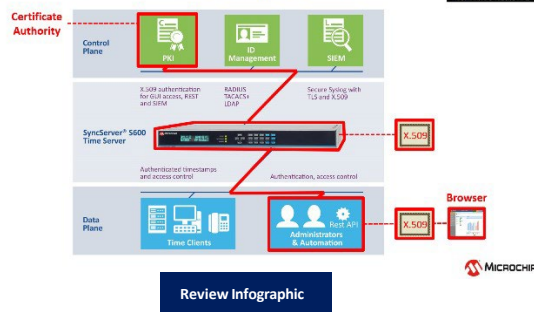 Certificate
Authority
Control
Plane
PKI
ID
Management
SIEM
X.509 authentication
for GUI access, REST
and SIEM
RADIUS
TACACS+
LDAP
Secure Syslog with
TLS and X.509
SyncServer® S600
Time Server
X.509
Authenticated timestamps
and access control
Authentication, access control
Data
Plane
Time Clients
Rest API
Administrators
& Automation
X.509
Browser
MICROCHIP
Review Infographic